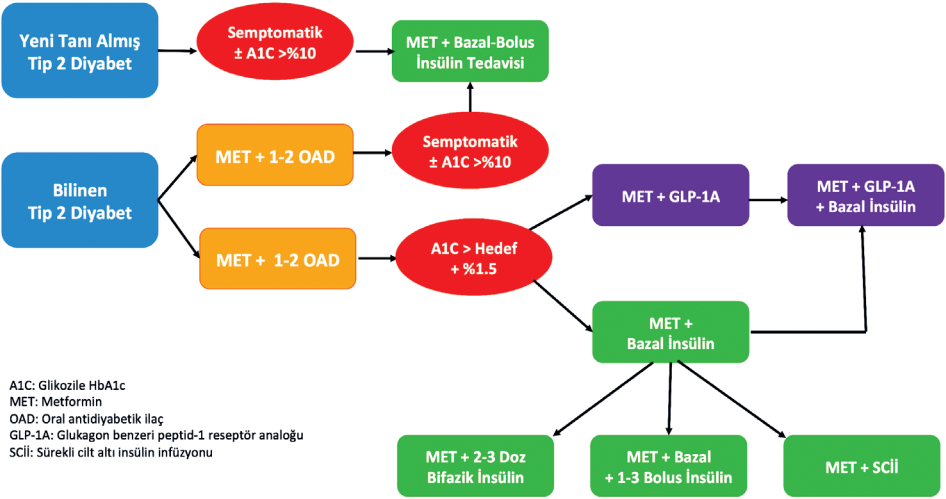 Yeni Tanı Almış
Tip 2 Diyabet
Semptomatik
± A1C >%10
MET + Bazal-Bolus
İnsülin Tedavisi
Bilinen
Tip 2 Diyabet
MET + 1-2 OAD
Semptomatik
± A1C >%10
MET + 1-2 OAD
A1C > Hedef
+ %1.5
MET + GLP-1A
MET + GLP-1A
+ Bazal İnsülin
MET +
Bazal İnsülin
MET + 2-3 Doz
Bifazik İnsülin
MET + Bazal
+ 1-3 Bolus İnsülin
MET + SCİİ
A1C: Glikozile HbA1c
MET: Metformin
OAD: Oral antidiyabetik ilaç
GLP-1A: Glukagon benzeri peptid-1 reseptör analoğu
SCİİ: Sürekli cilt altı insülin infüzyonu